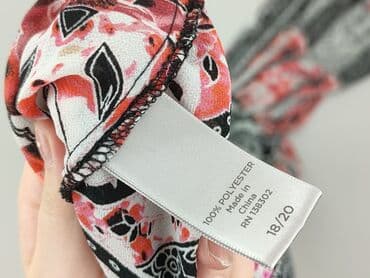 100% POLYESTER
Made in
China
RN 138302
18/20